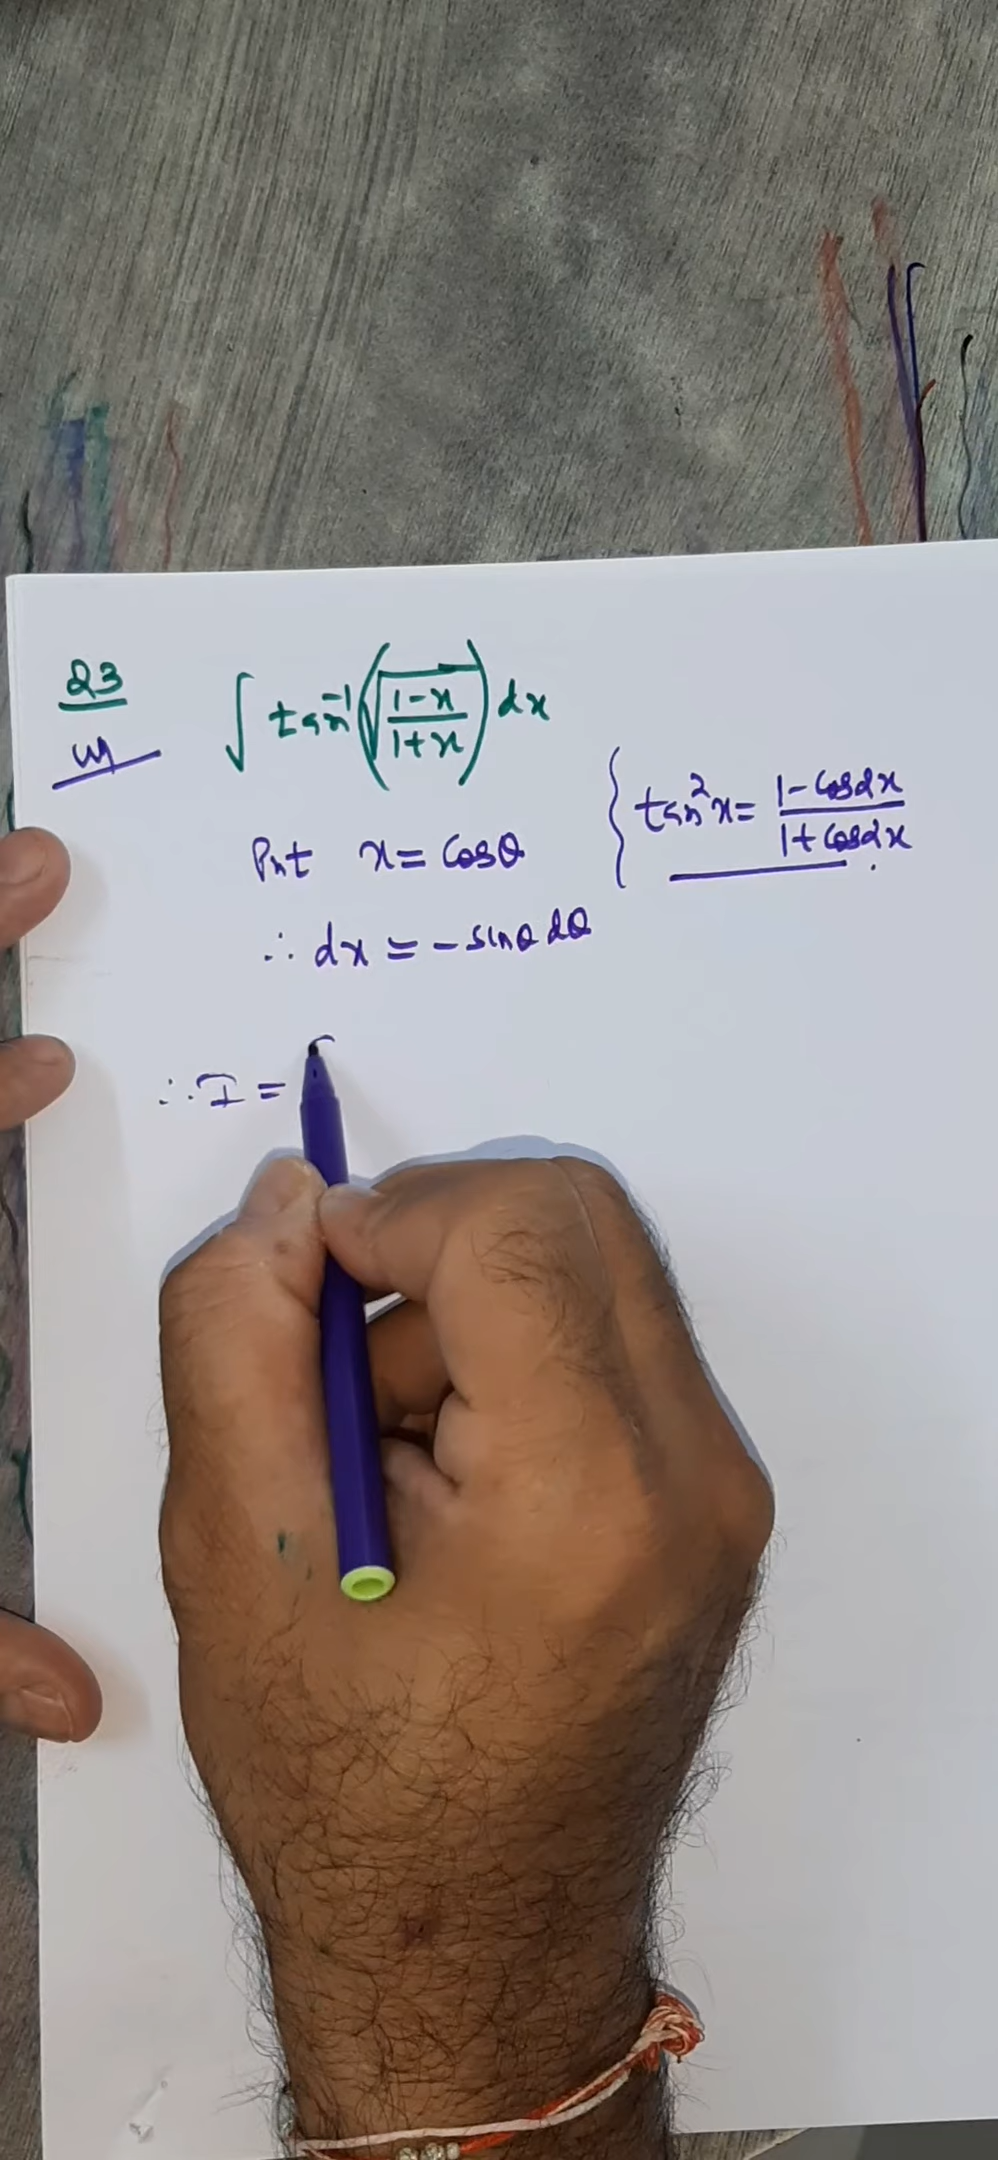 Q3
∫ tan⁻¹(√((1-x)/(1+x))) dx
Put x = cosθ
{ tan²x = (1-cos2x)/(1+cos2x).
∴ dx = -sinθ dθ
∴ I =